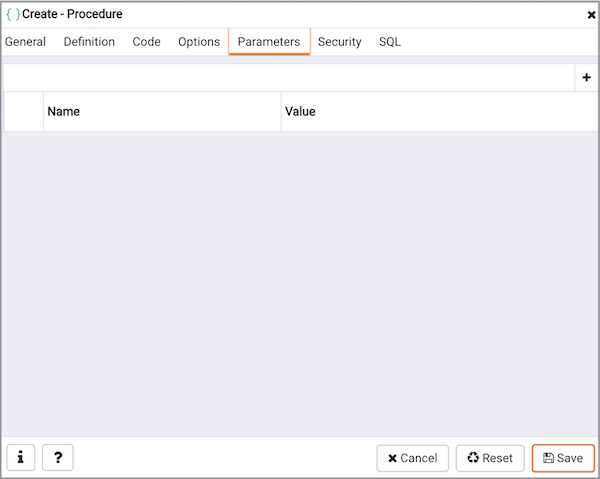 {} Create - Procedure
General Definition Code Options Parameters Security SQL
Name Value
i ? Cancel Reset Save